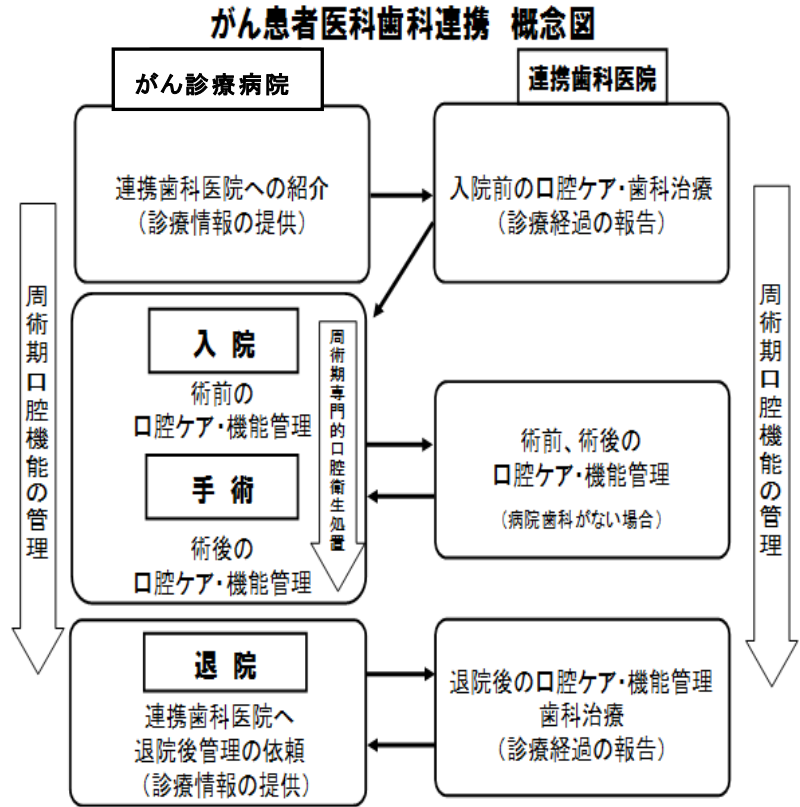 がん患者医科歯科連携 概念図
がん診療病院
連携歯科医院
連携歯科医院への紹介
（診療情報の提供）
入院前の口腔ケア・歯科治療
（診療経過の報告）
周術期口腔機能の管理
入 院
術前の
口腔ケア・機能管理
手 術
術後の
口腔ケア・機能管理
周術期専門的口腔衛生処置
術前、術後の
口腔ケア・機能管理
（病院歯科がない場合）
周術期口腔機能の管理
退 院
連携歯科医院へ
退院後管理の依頼
（診療情報の提供）
退院後の口腔ケア・機能管理
歯科治療
（診療経過の報告）